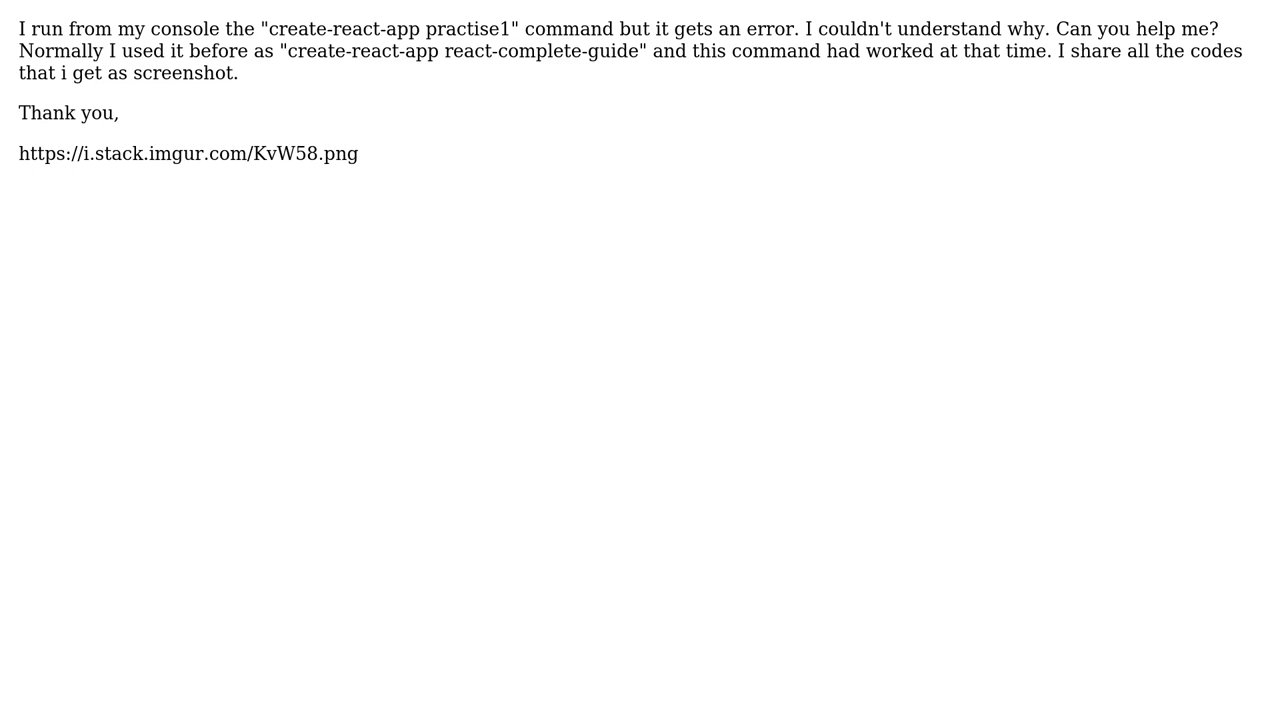 I run from my console the "create-react-app practise1" command but it gets an error. I couldn't understand why. Can you help me?
Normally I used it before as "create-react-app react-complete-guide" and this command had worked at that time. I share all the codes
that i get as screenshot.
Thank you,
https://i.stack.imgur.com/KvW58.png